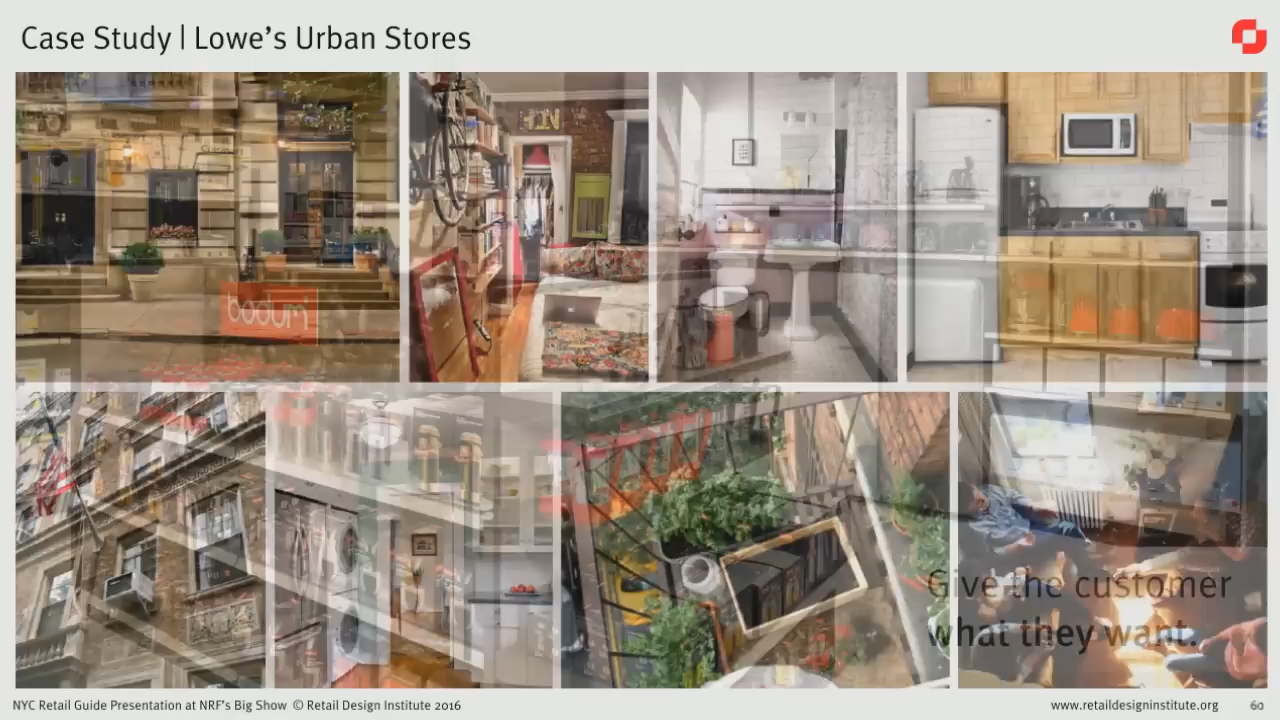 Case Study | Lowe's Urban Stores
bodum
Give the customer
what they want.
NYC Retail Guide Presentation at NRF's Big Show © Retail Design Institute 2016
www.retaildesigninstitute.org
60